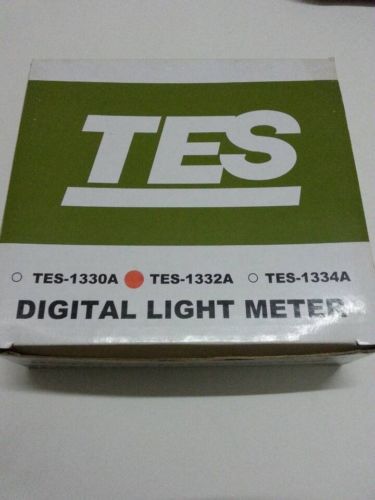 TES
TES-1330A TES-1332A TES-1334A
DIGITAL LIGHT METER